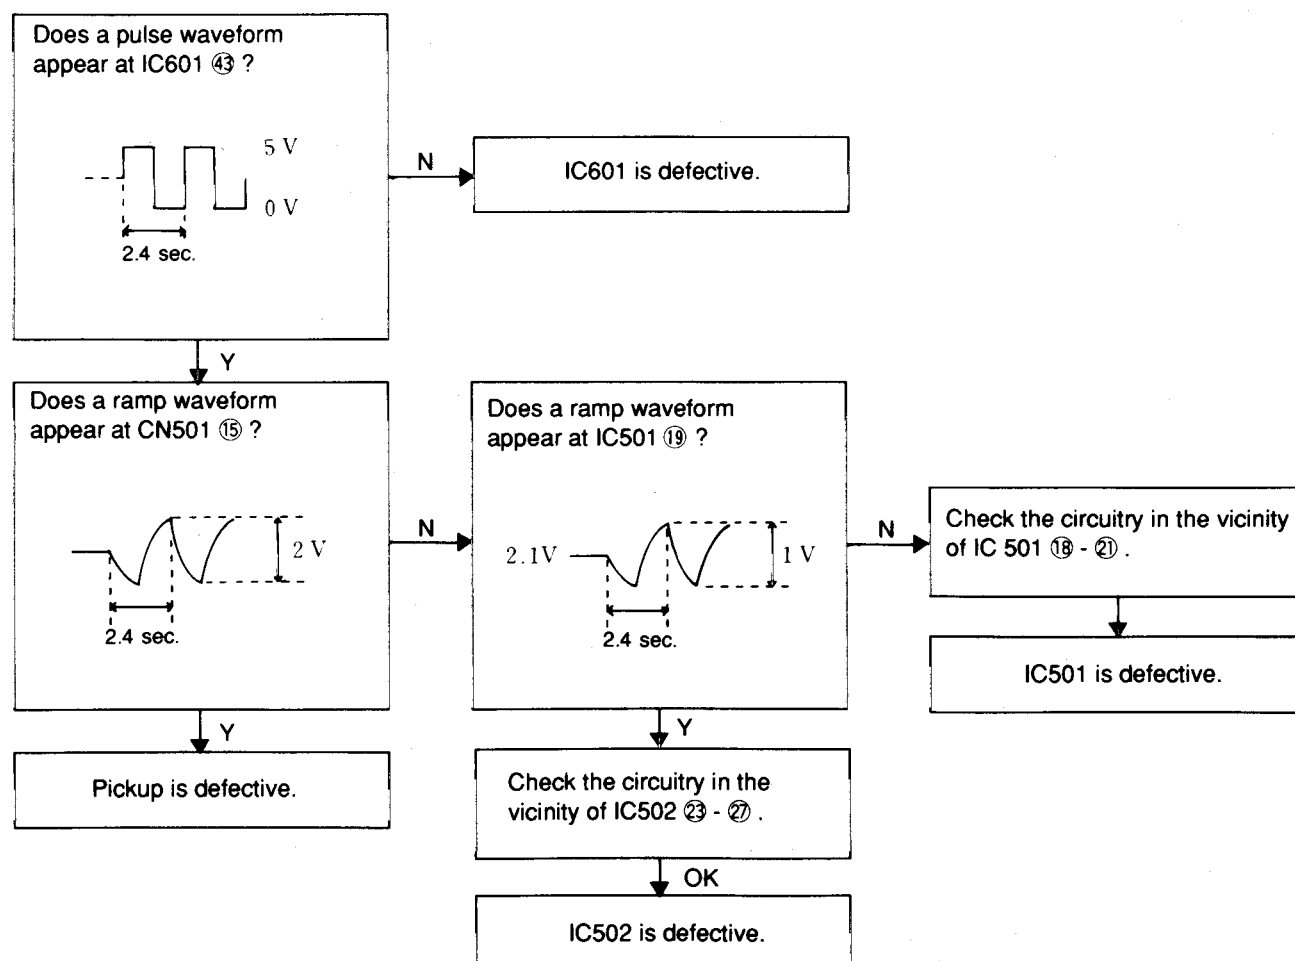 Does a pulse waveform
appear at IC601 ㊸ ?
5 V
0 V
2.4 sec.
N
IC601 is defective.
Y
Does a ramp waveform
appear at CN501 ⑮ ?
2 V
2.4 sec.
N
Does a ramp waveform
appear at IC501 ⑲ ?
2.1V
1 V
2.4 sec.
N
Check the circuitry in the vicinity
of IC 501 ⑱ - ㉑ .
IC501 is defective.
Y
Pickup is defective.
Y
Check the circuitry in the
vicinity of IC502 ㉓ - ㉗ .
OK
IC502 is defective.